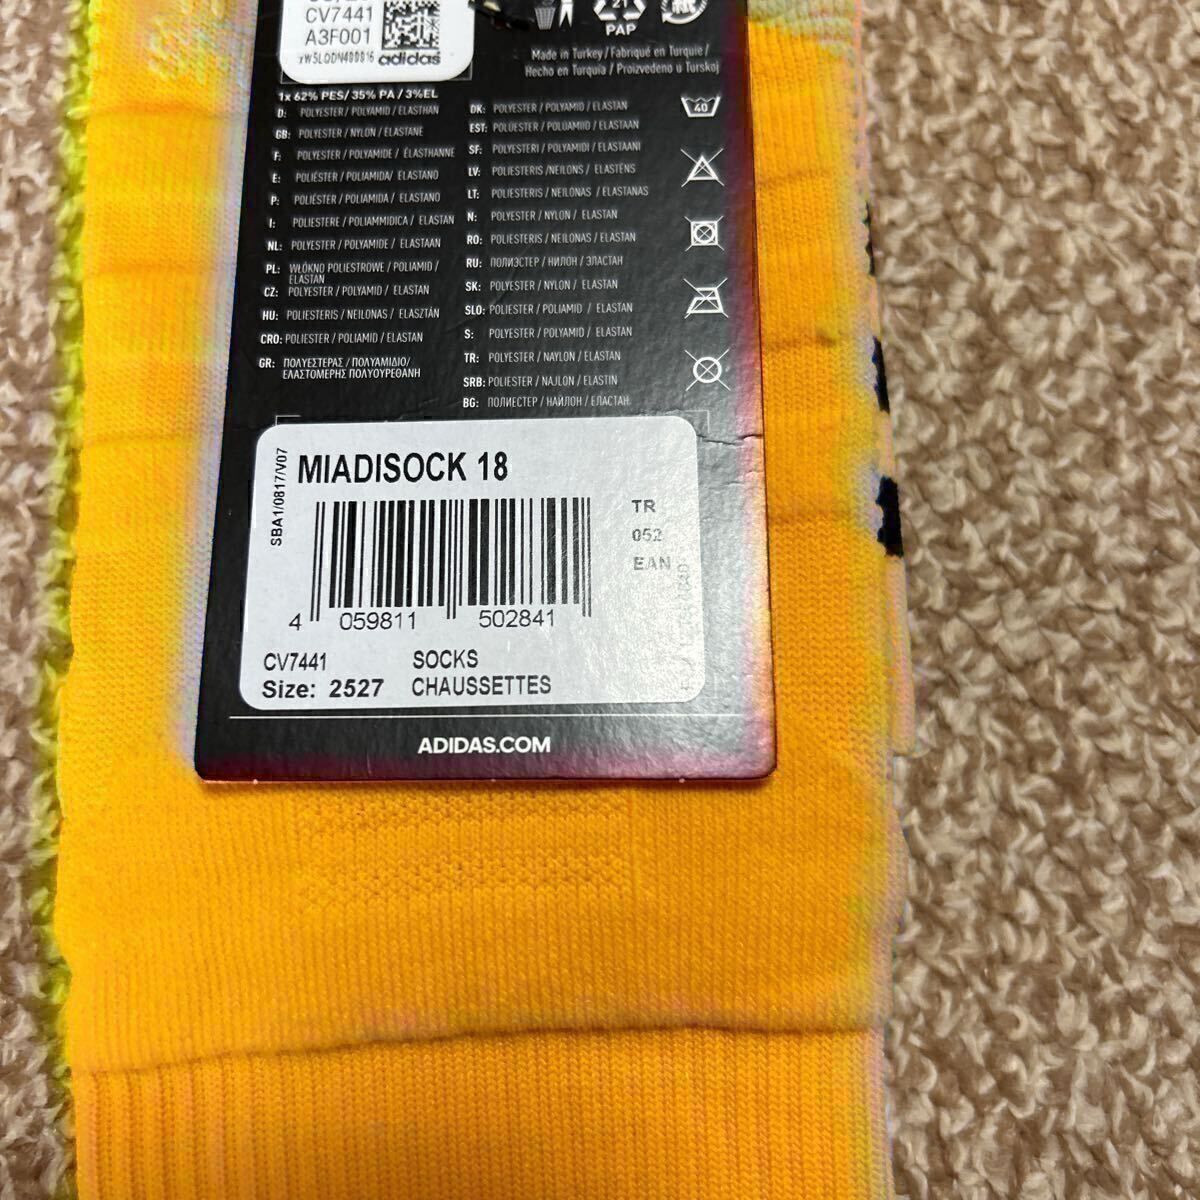 CV7441
A3F001
adidas
21
PAP
Made in Turkey / Fabriqué en Turquie /
Hecho en Turquia / Proizvedeno u Turskoj
1x 62% PES/ 35% PA / 3%EL
D: POLYESTER / POLYAMID / ELASTHAN
GB: POLYESTER / NYLON / ELASTANE
F: POLYESTER / POLYAMIDE / ÉLASTHANNE
E: POLIÉSTER / POLIAMIDA / ELASTANO
P: POLIÉSTER / POLIAMIDA / ELASTANO
I: POLIESTERE / POLIAMMIDICA / ELASTAN
NL: POLYESTER / POLYAMIDE / ELASTAAN
PL: WŁÓKNO POLIESTROWE / POLIAMID /
ELASTAN
CZ: POLYESTER / POLYAMID / ELASTAN
HU: POLIESTERIS / NEILONAS / ELASZTÁN
CRO: POLIESTER / POLIAMID / ELASTAN
GR: ΠΟΛΥΕΣΤΕΡΑΣ / ΠΟΛΥΑΜΙΔΙΟ/
ΕΛΑΣΤΟΜΕΡΗΣ ΠΟΛΥΟΥΡΕΘΑΝΗ
DK: POLYESTER / POLYAMID / ELASTAN
EST: POLÜESTER / POLÜAMIID / ELASTAAN
SF: POLYESTERI / POLYAMIDI / ELASTAANI
LV: POLIESTERIS /NEILONS / ELASTĒNS
LT: POLIESTERIS / NEILONAS / ELASTANAS
N: POLYESTER / NYLON / ELASTAN
RO: POLIESTERIS / NEILONAS / ELASTAN
RU: ПОЛИЭСТЕР / НИЛОН / ЭЛАСТАН
SK: POLYESTER / NYLON / ELASTAN
SLO: POLIESTER / POLIAMID / ELASTAN
S: POLYESTER / POLYAMID / ELASTAN
TR: POLYESTER / NAYLON / ELASTAN
SRB: POLIESTER / NAJLON / ELASTIN
BG: ПОЛИЕСТЕР / НАЙЛОН / ЕЛАСТАН
40
SBA1/0817/V07
MIADISOCK 18
TR
052
EAN
4 059811 502841
CV7441 SOCKS
Size: 2527 CHAUSSETTES
ADIDAS.COM